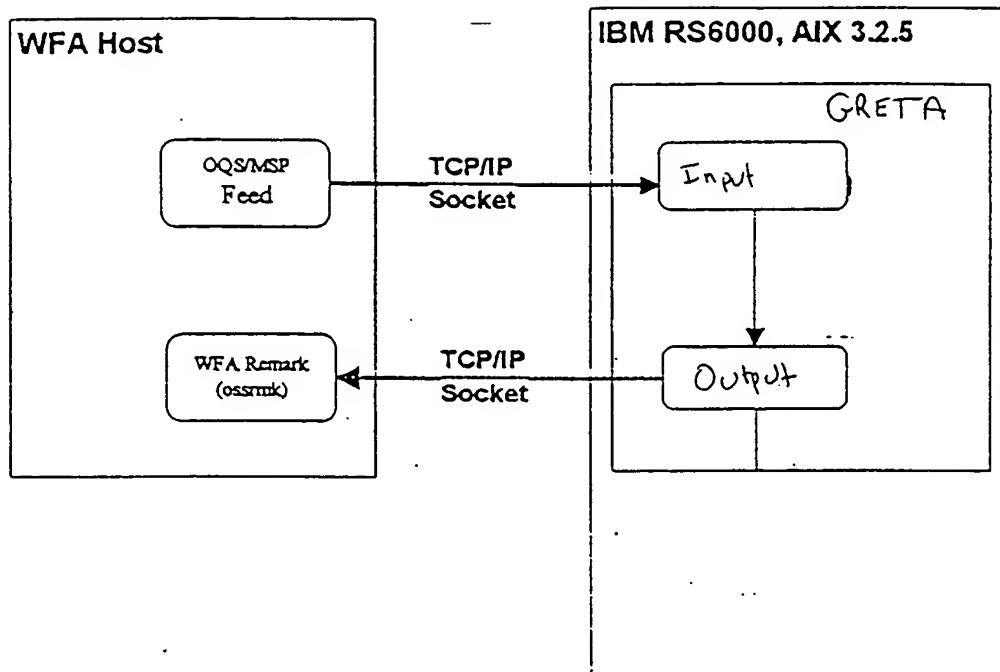 WFA Host
IBM RS6000, AIX 3.2.5
GRETA
OQS/MSP
Feed
TCP/IP
Socket
Input
WFA Remark
(ossrmk)
TCP/IP
Socket
Output